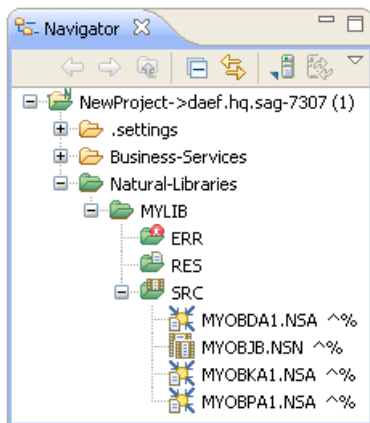 Navigator
NewProject->daef.hq.sag-7307 (1)
.settings
Business-Services
Natural-Libraries
MYLIB
ERR
RES
SRC
MYOBDA1.NSA ^%
MYOBJB.NSN ^%
MYOBKA1.NSA ^%
MYOBPA1.NSA ^%